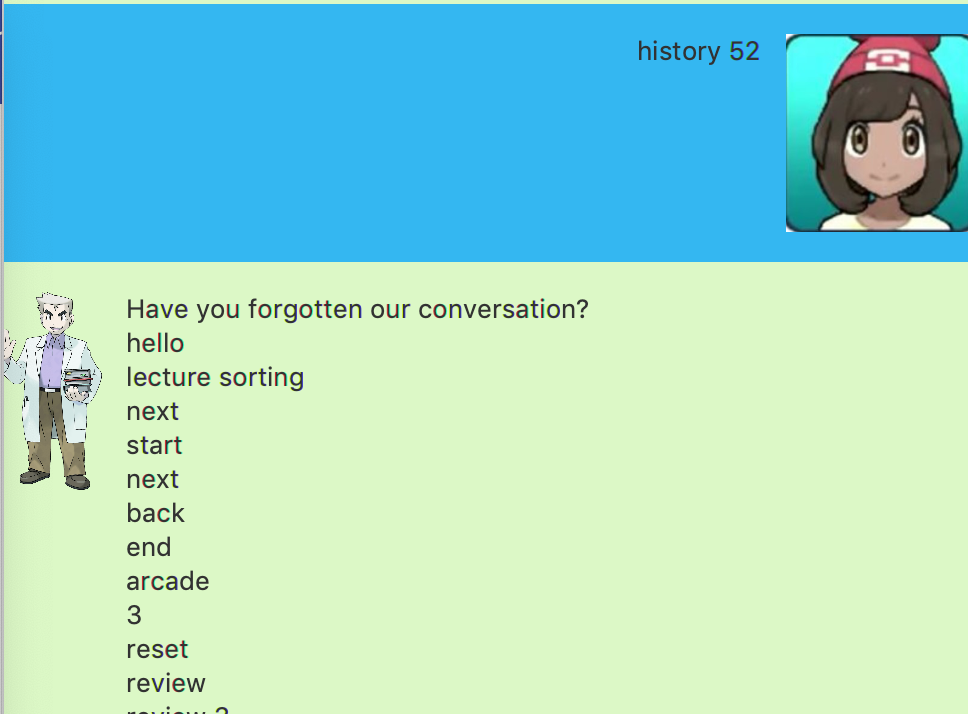 history 52
Have you forgotten our conversation?
hello
lecture sorting
next
start
next
back
end
arcade
3
reset
review